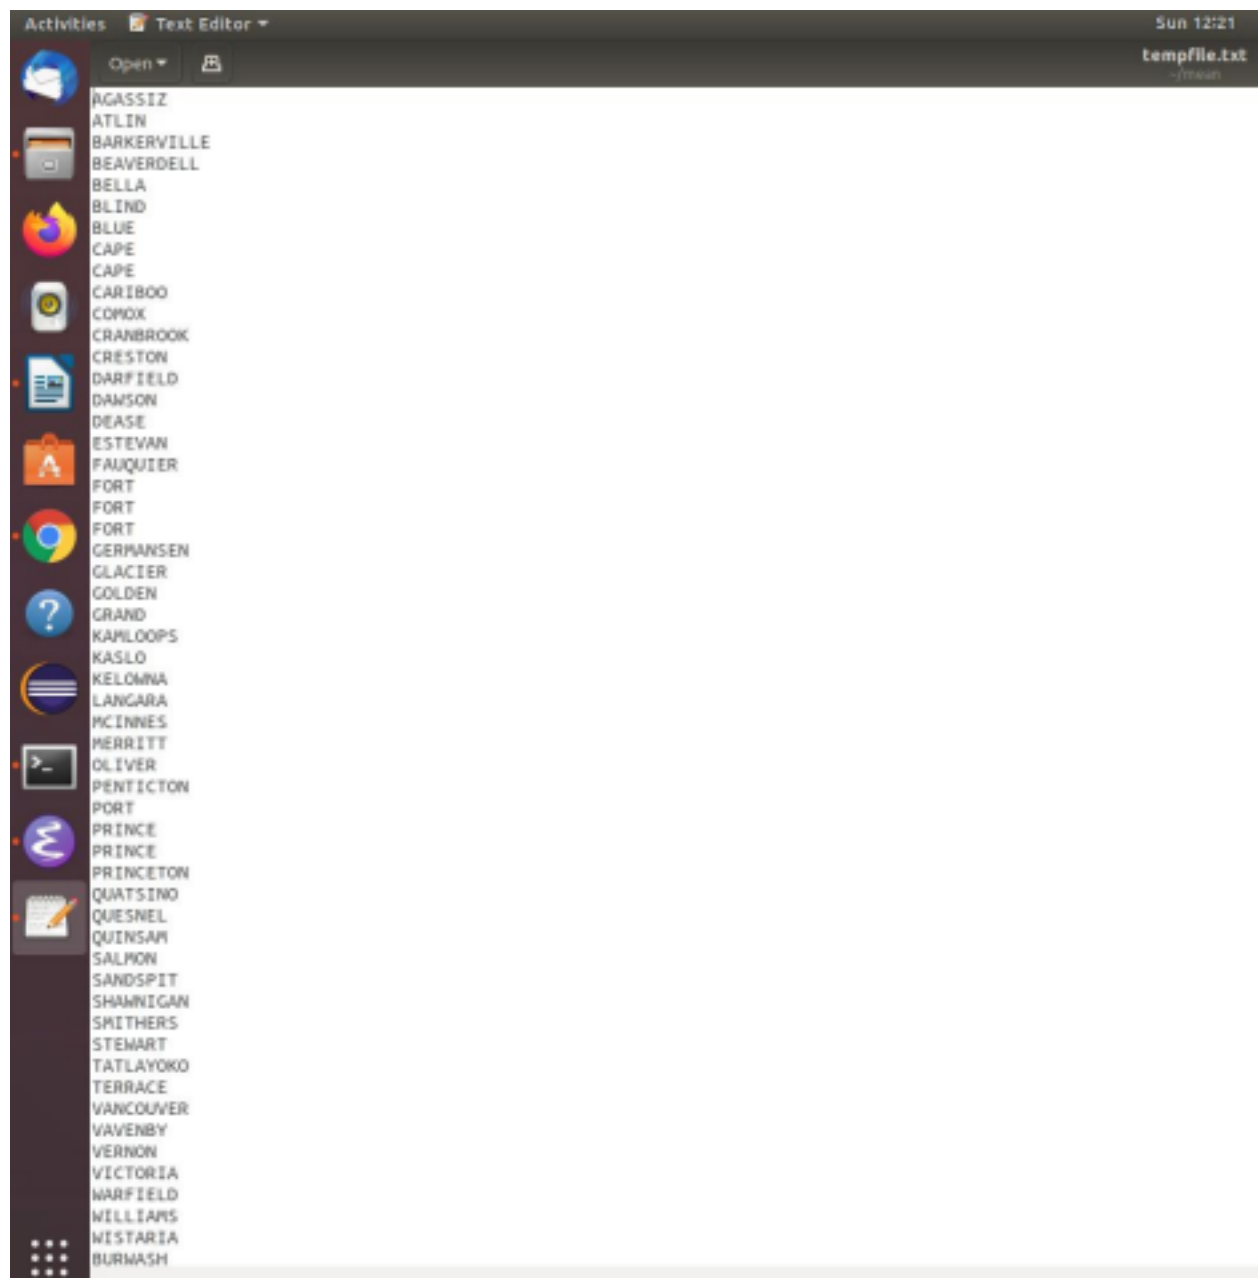 Activities Text Editor Sun 12:21
Open tempfile.txt
~/mean
AGASSIZ
ATLIN
BARKERVILLE
BEAVERDELL
BELLA
BLIND
BLUE
CAPE
CAPE
CARIBOO
COMOX
CRANBROOK
CRESTON
DARFIELD
DAWSON
DEASE
ESTEVAN
FAUQUIER
FORT
FORT
FORT
GERMANSEN
GLACIER
GOLDEN
GRAND
KAMLOOPS
KASLO
KELOWNA
LANGARA
MCINNES
MERRITT
OLIVER
PENTICTON
PORT
PRINCE
PRINCE
PRINCETON
QUATSINO
QUESNEL
QUINSAM
SALMON
SANDSPIT
SHAWNIGAN
SMITHERS
STEWART
TATLAYOKO
TERRACE
VANCOUVER
VAVENBY
VERNON
VICTORIA
WARFIELD
WILLIAMS
WISTARIA
BURWASH